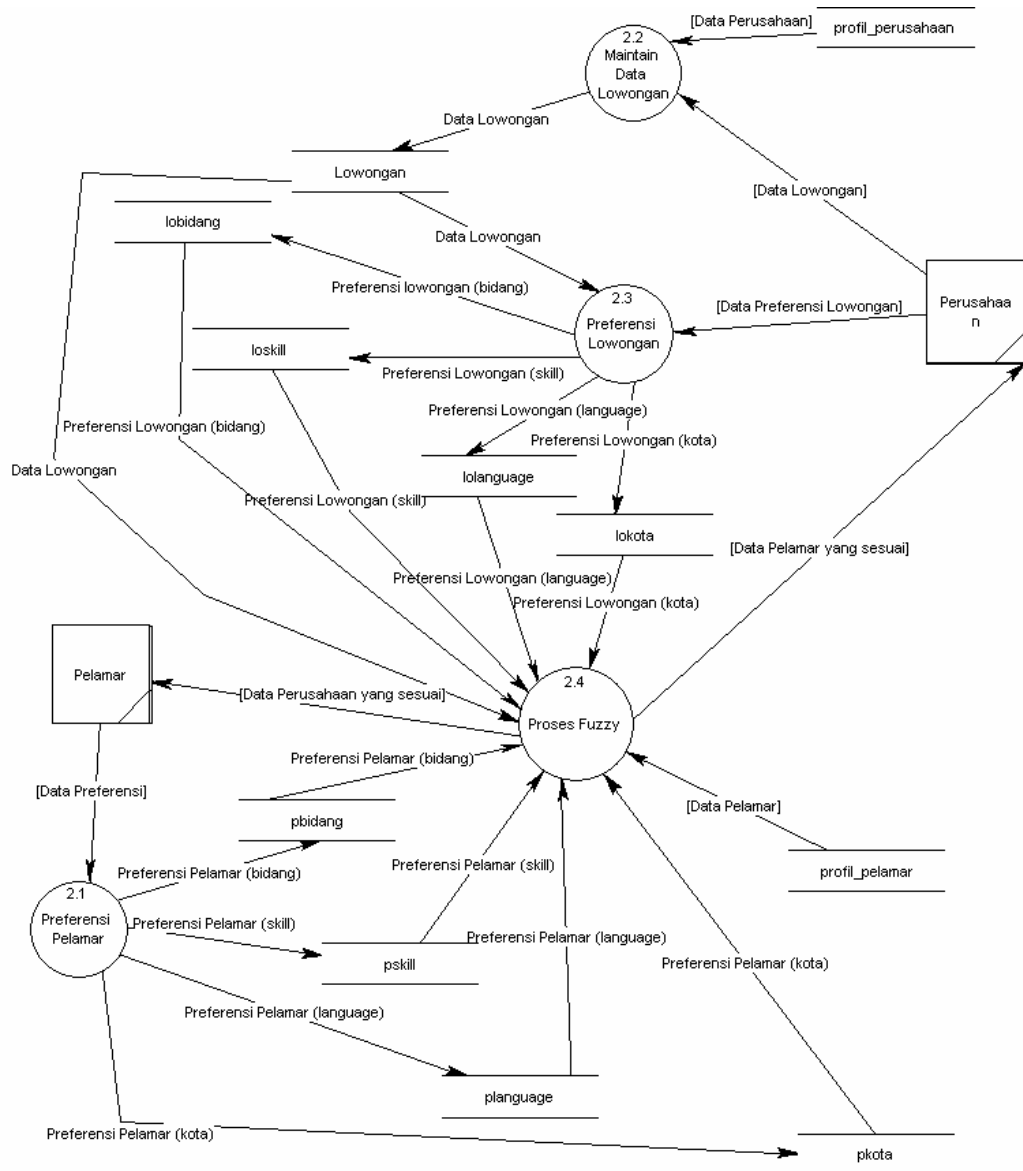 [Data Perusahaan]
profil_perusahaan
2.2
Maintain
Data
Lowongan
Data Lowongan
Lowongan
[Data Lowongan]
lobidang
Data Lowongan
Preferensi lowongan (bidang)
2.3
Preferensi
Lowongan
[Data Preferensi Lowongan]
Perusahaa
n
loskill
Preferensi Lowongan (skill)
Preferensi Lowongan (language)
Preferensi Lowongan (bidang)
Preferensi Lowongan (kota)
Data Lowongan
lolanguage
Preferensi Lowongan (skill)
lokota
[Data Pelamar yang sesuai]
Preferensi Lowongan (language)
Preferensi Lowongan (kota)
Pelamar
2.4
Proses Fuzzy
[Data Perusahaan yang sesuai]
Preferensi Pelamar (bidang)
[Data Preferensi]
[Data Pelamar]
pbidang
Preferensi Pelamar (skill)
Preferensi Pelamar (bidang)
profil_pelamar
2.1
Preferensi
Pelamar
Preferensi Pelamar (skill)
Preferensi Pelamar (language)
pskill
Preferensi Pelamar (kota)
Preferensi Pelamar (language)
planguage
Preferensi Pelamar (kota)
pkota